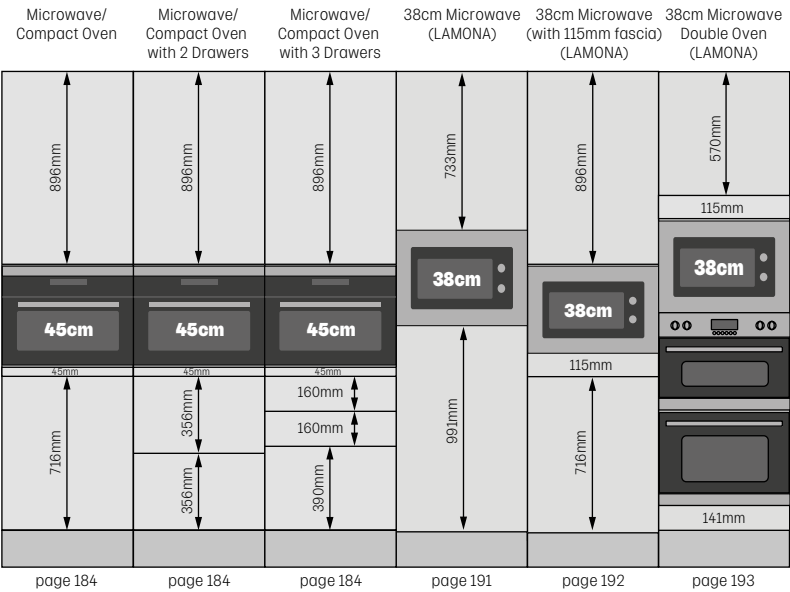 Microwave/
Compact Oven
Microwave/
Compact Oven
with 2 Drawers
Microwave/
Compact Oven
with 3 Drawers
38cm Microwave
(LAMONA)
38cm Microwave
(with 115mm fascia)
(LAMONA)
38cm Microwave
Double Oven
(LAMONA)
896mm
45cm
45mm
716mm
page 184
896mm
45cm
45mm
356mm
356mm
page 184
896mm
45cm
45mm
160mm
160mm
390mm
page 184
733mm
38cm
991mm
page 191
896mm
38cm
115mm
716mm
page 192
570mm
115mm
38cm
141mm
page 193